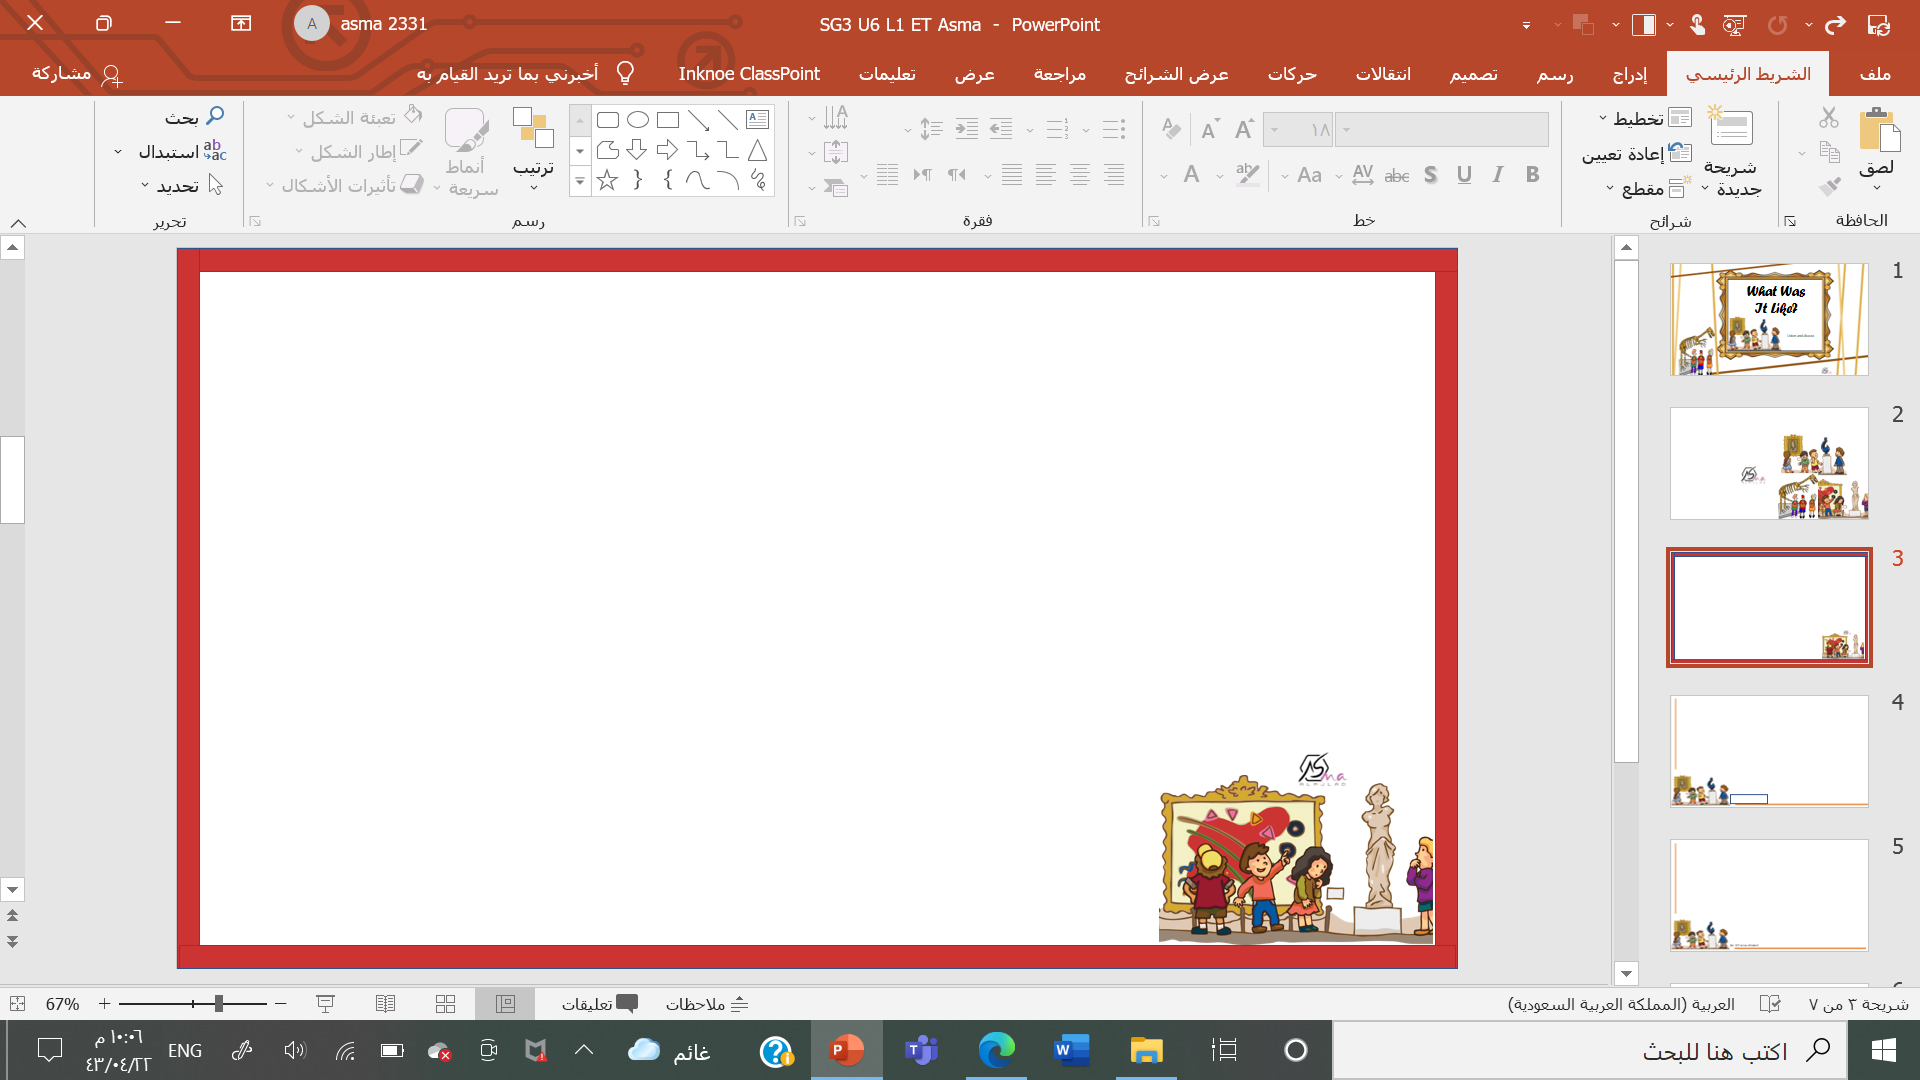 asma 2331
A
SG3 U6 L1 ET Asma - PowerPoint
ملف
الشريط الرئيسي
إدراج
رسم
تصميم
انتقالات
حركات
عرض الشرائح
مراجعة
عرض
تعليمات
Inknoe ClassPoint
أخبرني بما تريد القيام به
مشاركة
لصق
الحافظة
شريحة
جديدة
تخطيط
إعادة تعيين
مقطع
شرائح
١٨
B I U S abc AV Aa A
خط
فقرة
ترتيب
أنماط
سريعة
تعبئة الشكل
إطار الشكل
تأثيرات الأشكال
رسم
بحث
استبدال
تحديد
تحرير
1
What Was
It Like?
2
3
4
5
شريحة ٣ من ٧
العربية (المملكة العربية السعودية)
ملاحظات
تعليقات
67%
اكتب هنا للبحث
غائم
ENG
١٠:٠٦ م
٤٣/٠٤/٢٢